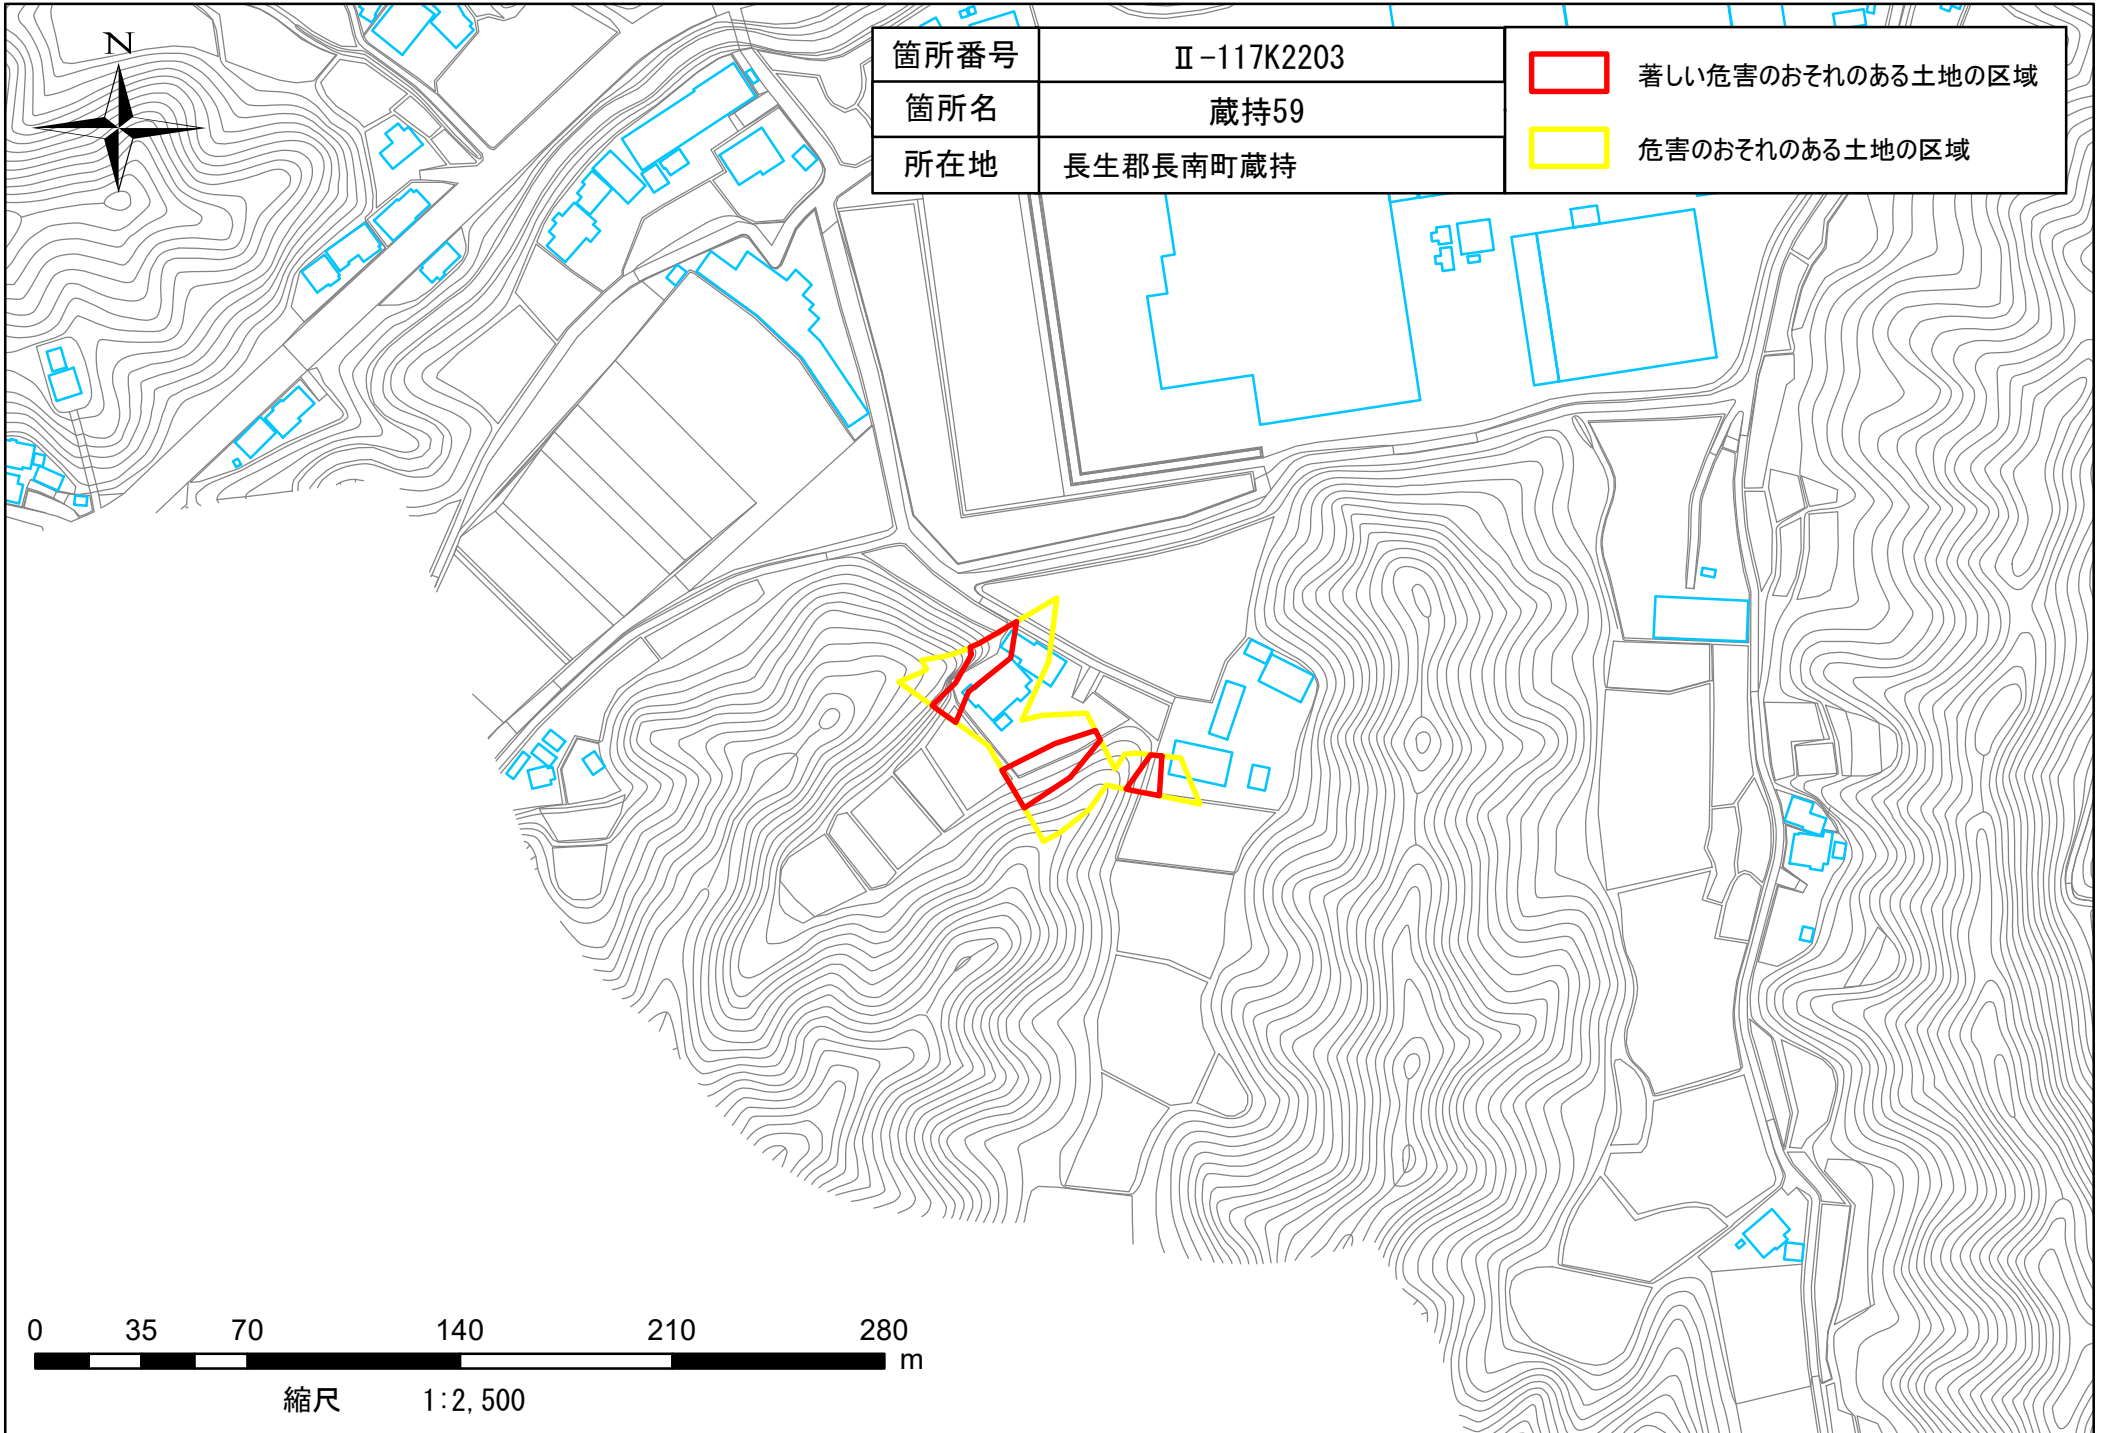 N
箇所番号 Ⅱ-117K2203
箇所名 蔵持59
所在地 長生郡長南町蔵持
著しい危害のおそれのある土地の区域
危害のおそれのある土地の区域
0 35 70 140 210 280
m
縮尺 1:2,500